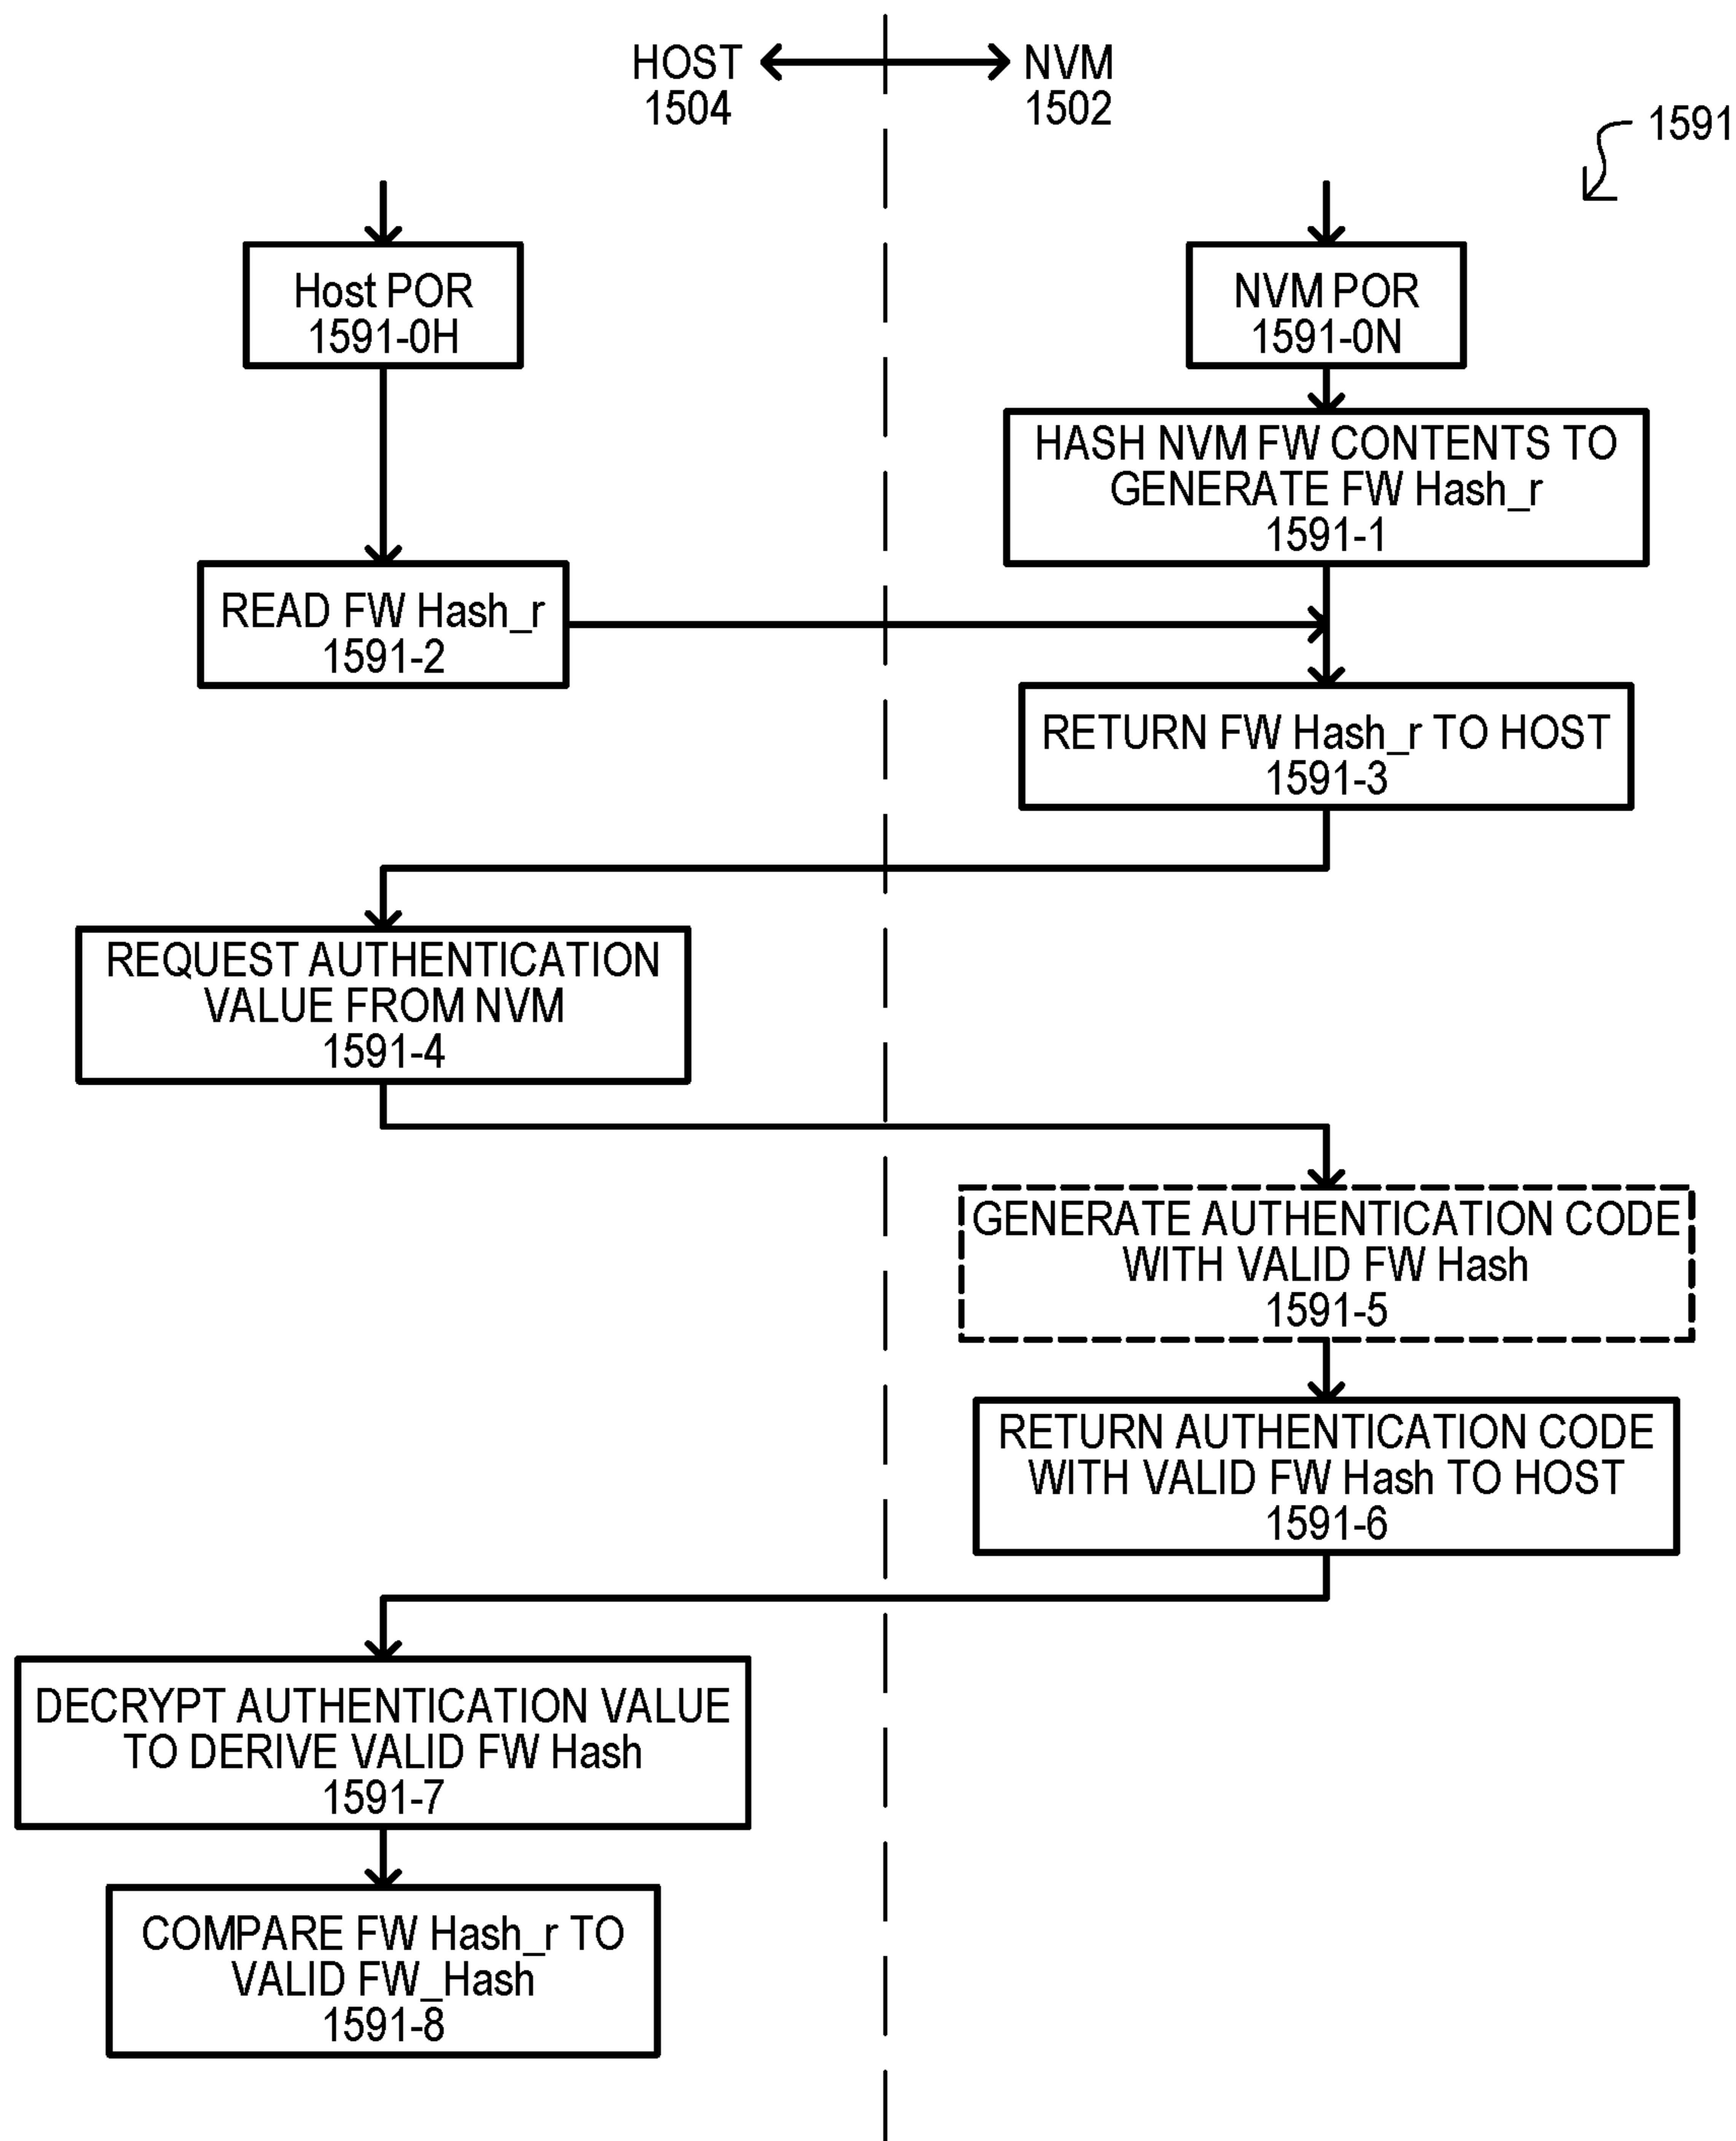 HOST
1504
NVM
1502
1591
Host POR
1591-0H
NVM POR
1591-0N
HASH NVM FW CONTENTS TO
GENERATE FW Hash_r
1591-1
READ FW Hash_r
1591-2
RETURN FW Hash_r TO HOST
1591-3
REQUEST AUTHENTICATION
VALUE FROM NVM
1591-4
GENERATE AUTHENTICATION CODE
WITH VALID FW Hash
1591-5
RETURN AUTHENTICATION CODE
WITH VALID FW Hash TO HOST
1591-6
DECRYPT AUTHENTICATION VALUE
TO DERIVE VALID FW Hash
1591-7
COMPARE FW Hash_r TO
VALID FW_Hash
1591-8